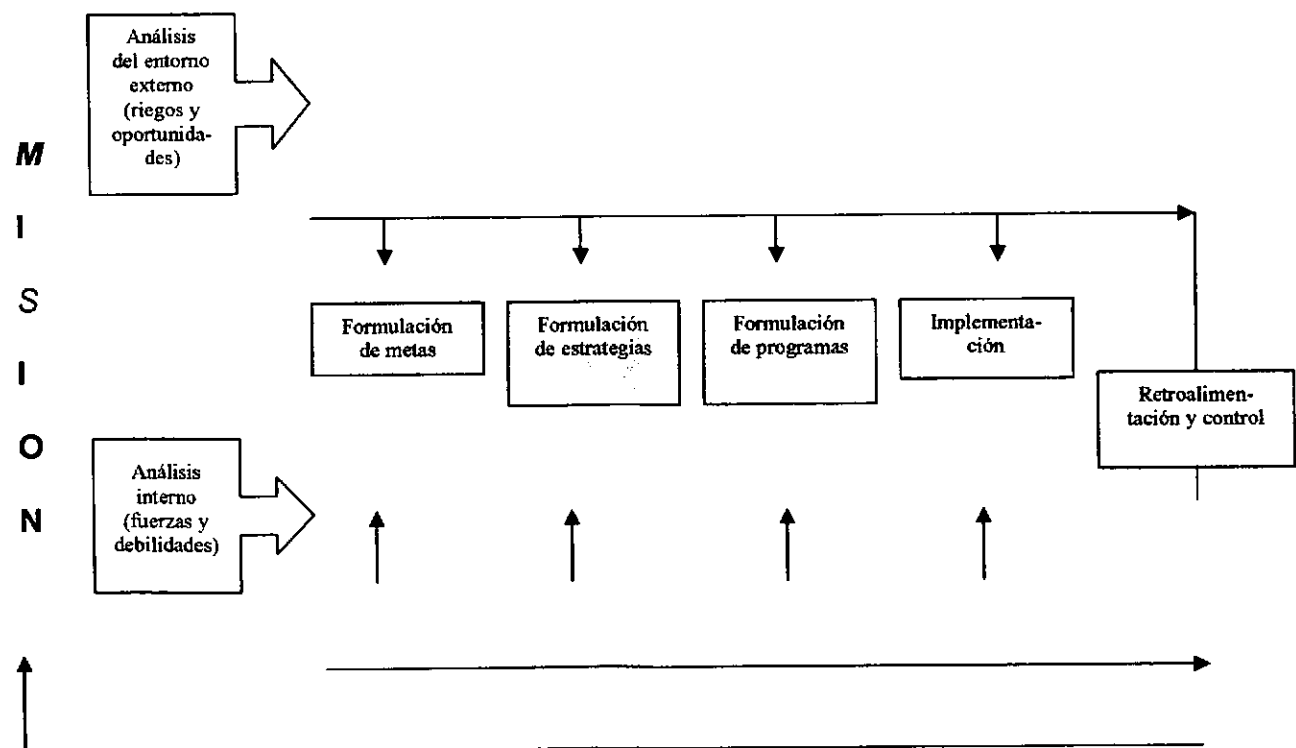 M
I
S
I
O
N
Análisis
del entorno
externo
(riegos y
oportunida-
des)
Formulación
de metas
Formulación
de estrategias
Formulación
de programas
Implementa-
ción
Retroalimen-
tación y control
Análisis
interno
(fuerzas y
debilidades)